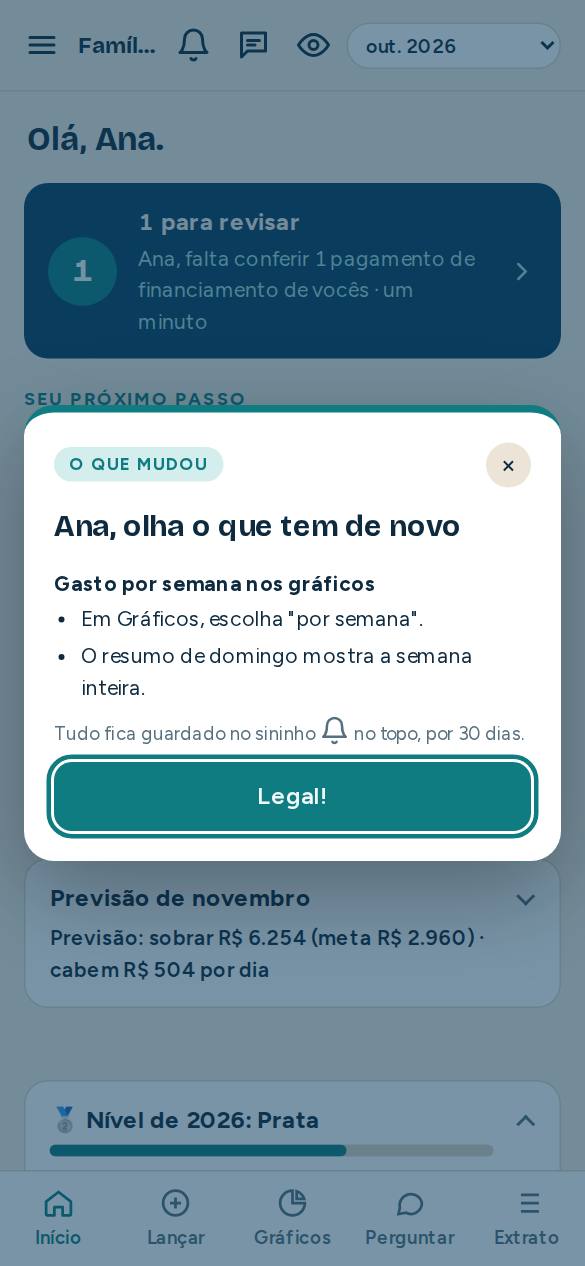 Famíl...
out. 2026
Olá, Ana.
1
1 para revisar
Ana, falta conferir 1 pagamento de
financiamento de vocês · um
minuto
SEU PRÓXIMO PASSO
O QUE MUDOU
×
Ana, olha o que tem de novo
Gasto por semana nos gráficos
• Em Gráficos, escolha "por semana".
• O resumo de domingo mostra a semana
inteira.
Tudo fica guardado no sininho no topo, por 30 dias.
Legal!
Previsão de novembro
Previsão: sobrar R$ 6.254 (meta R$ 2.960) ·
cabem R$ 504 por dia
Nível de 2026: Prata
Início
Lançar
Gráficos
Perguntar
Extrato